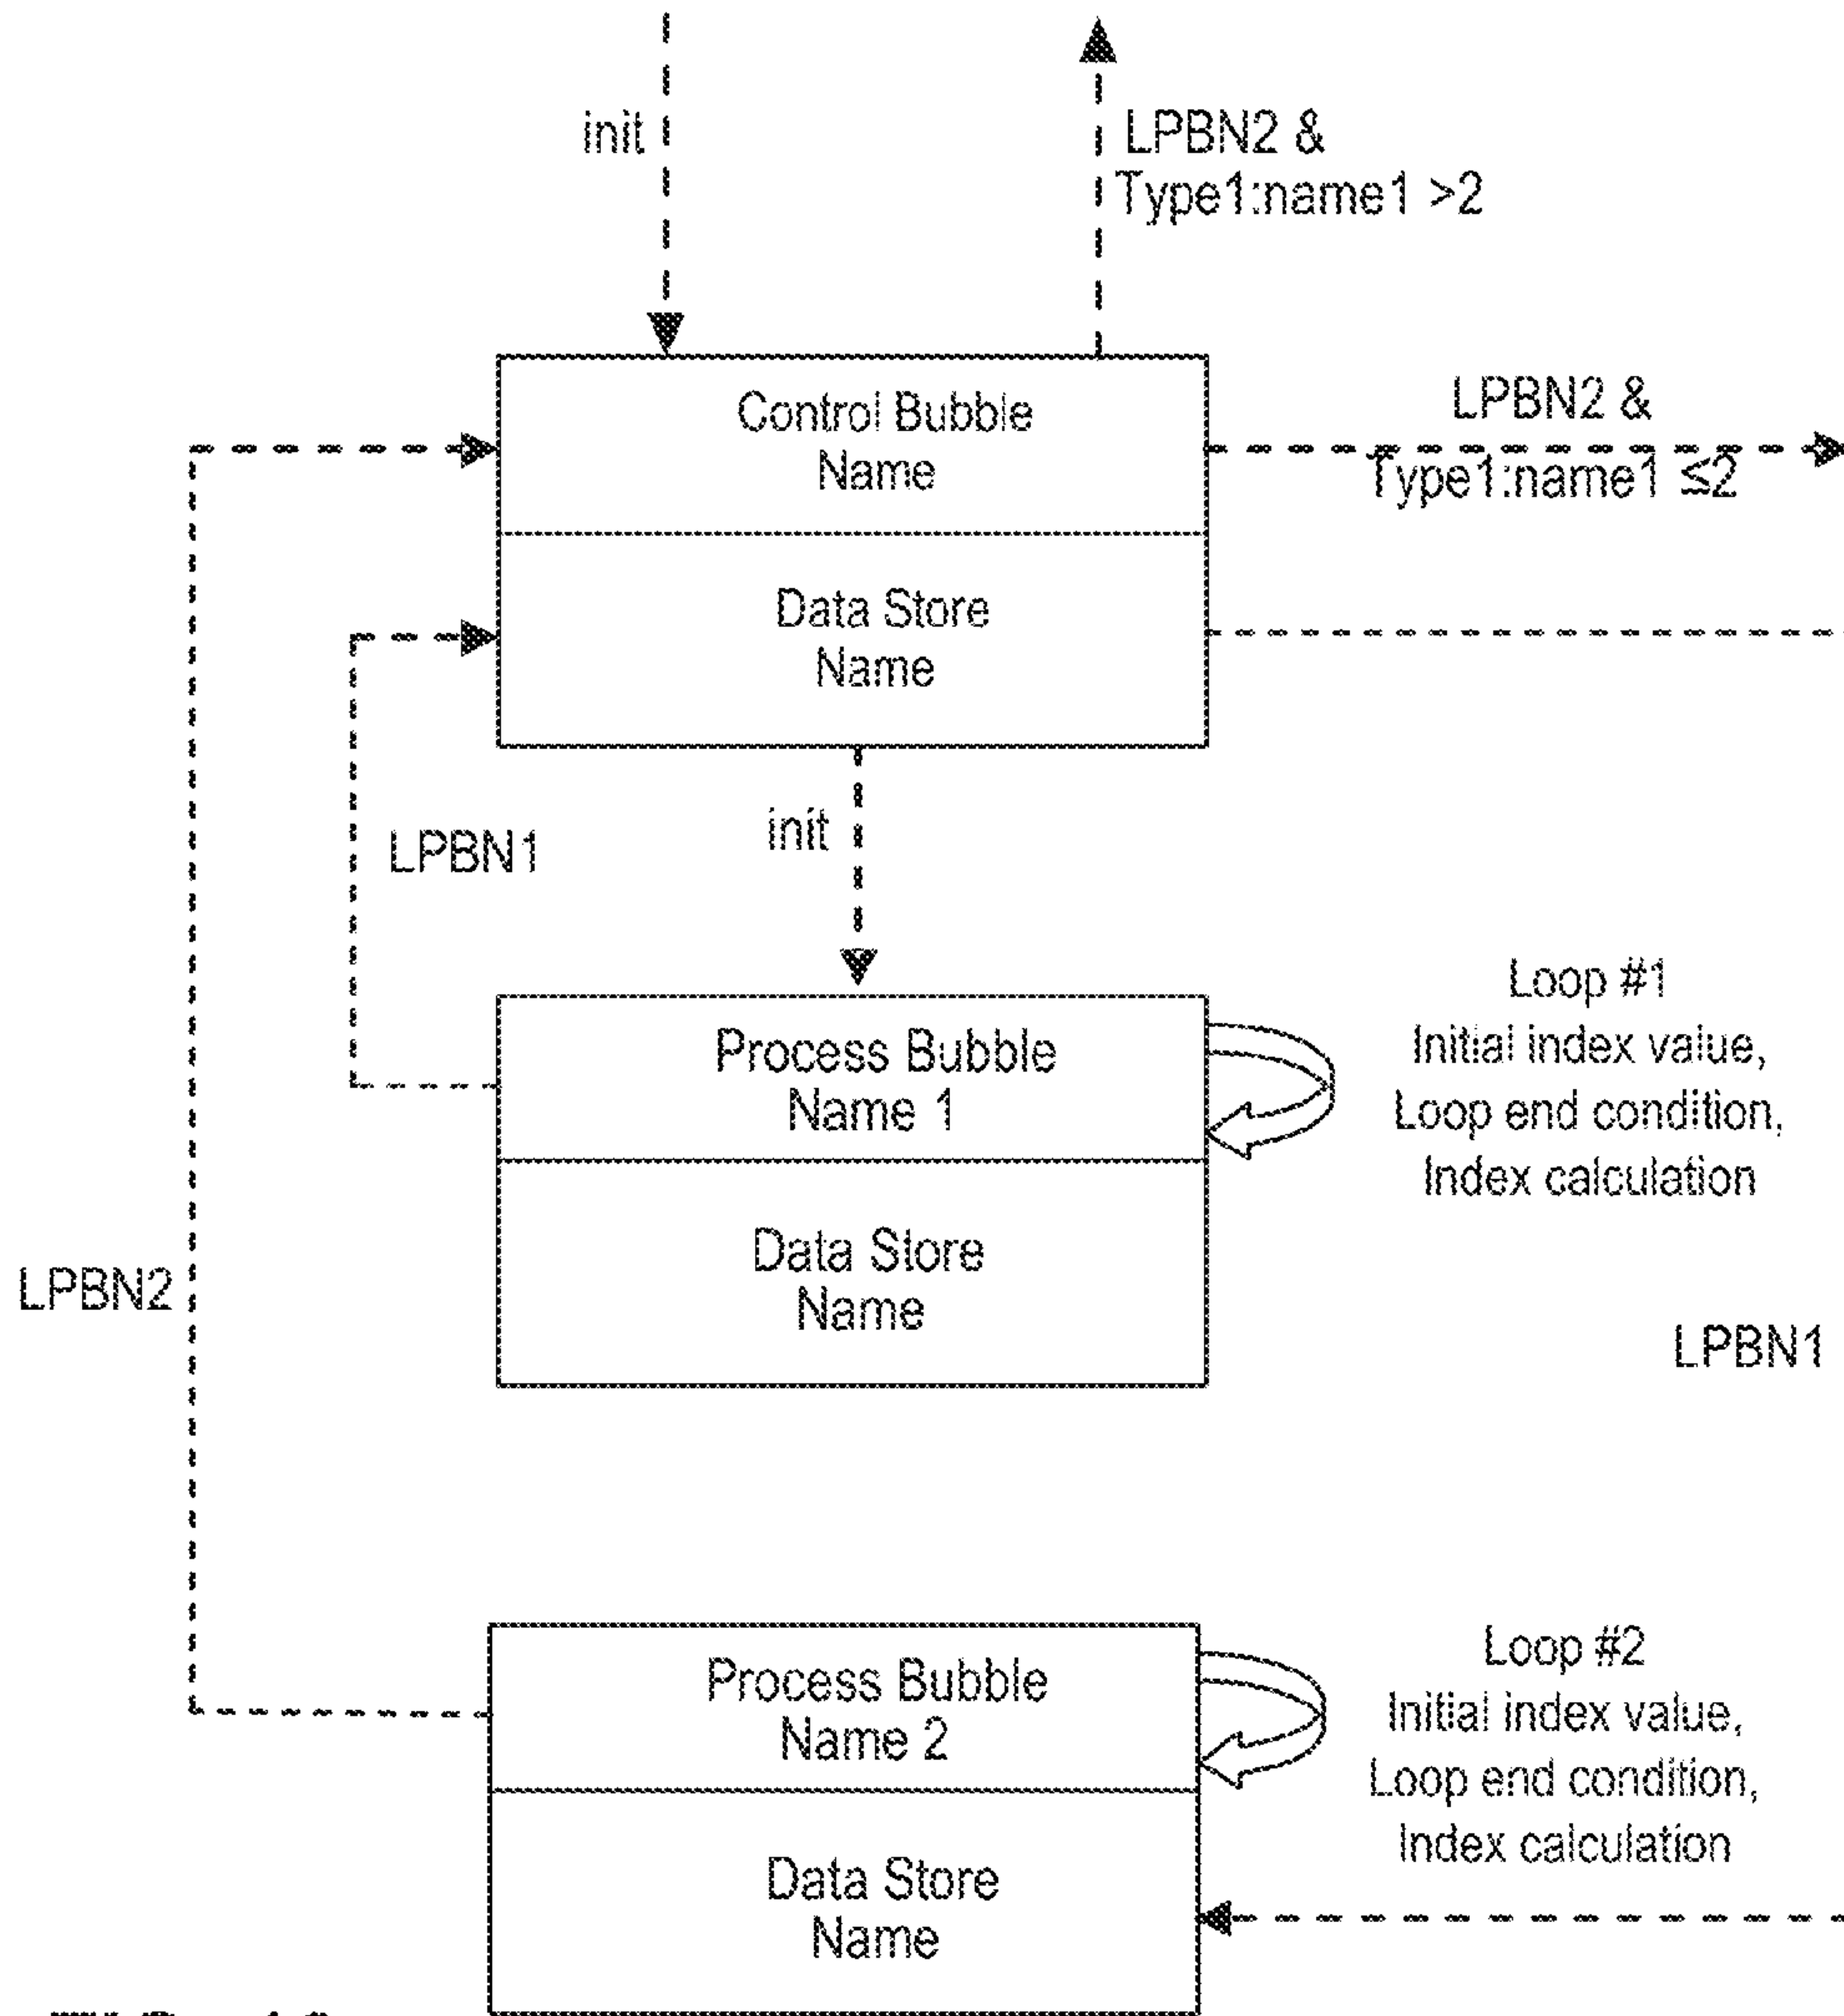 init
LPBN2 &
Type1:name1 >2
Control Bubble
Name
LPBN2 &
Type1:name1 ≤2
Data Store
Name
LPBN1
init
Process Bubble
Name 1
Loop #1
Initial index value,
Loop end condition,
Index calculation
Data Store
Name
LPBN2
LPBN1
Process Bubble
Name 2
Loop #2
Initial index value,
Loop end condition,
Index calculation
Data Store
Name